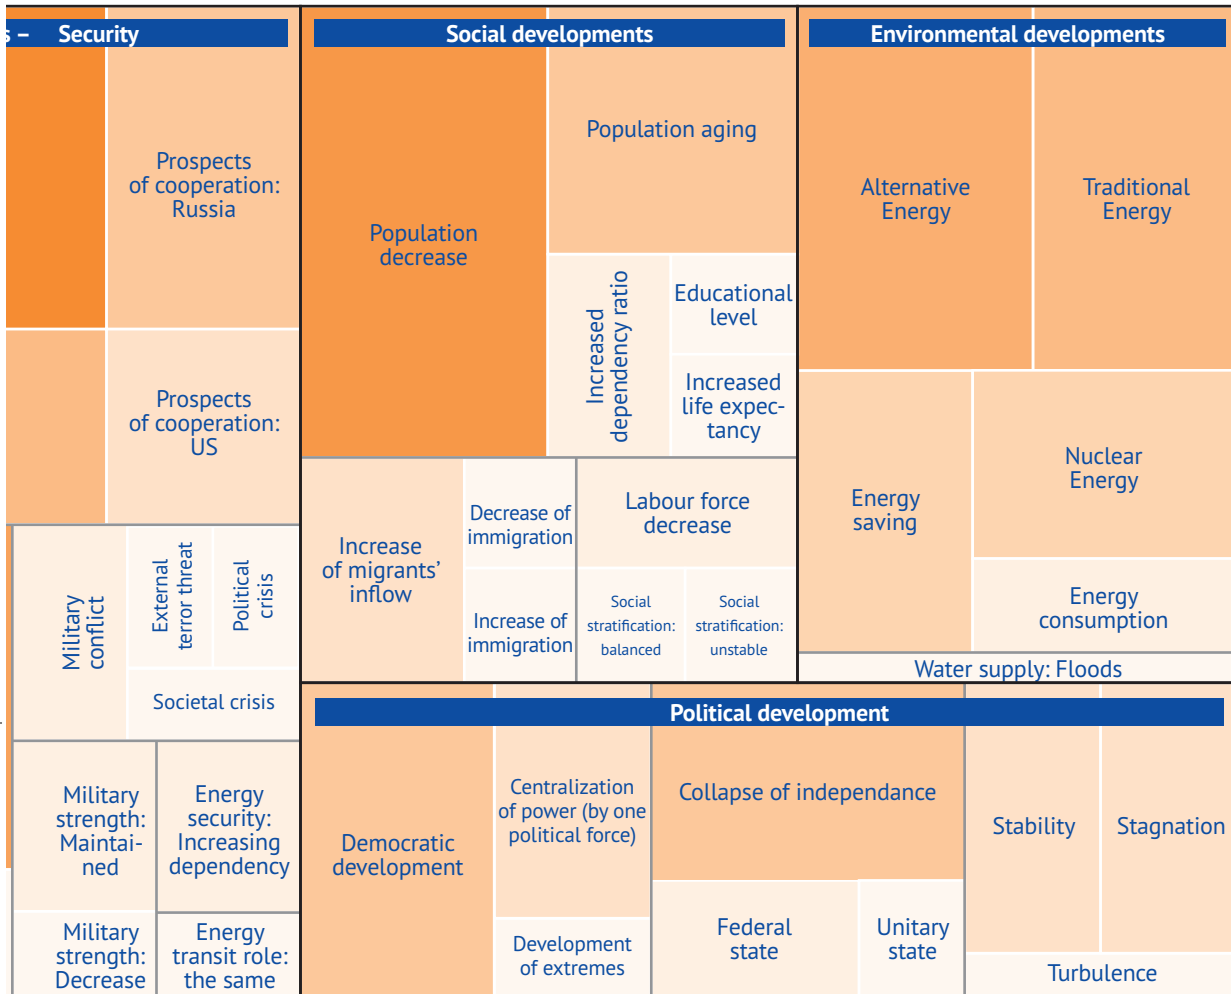 s – Security
Prospects
of cooperation:
Russia
Prospects
of cooperation:
US
Military
conflict
External
terror threat
Political
crisis
Societal crisis
Military
strength:
Maintai-
ned
Energy
security:
Increasing
dependency
Military
strength:
Decrease
Energy
transit role:
the same
Social developments
Population
decrease
Population aging
Increased
dependency ratio
Educational
level
Increased
life expec-
tancy
Increase
of migrants’
inflow
Decrease of
immigration
Increase of
immigration
Labour force
decrease
Social
stratification:
balanced
Social
stratification:
unstable
Environmental developments
Alternative
Energy
Traditional
Energy
Energy
saving
Nuclear
Energy
Energy
consumption
Water supply: Floods
Political development
Democratic
development
Centralization
of power (by one
political force)
Development
of extremes
Collapse of independance
Federal
state
Unitary
state
Stability
Stagnation
Turbulence